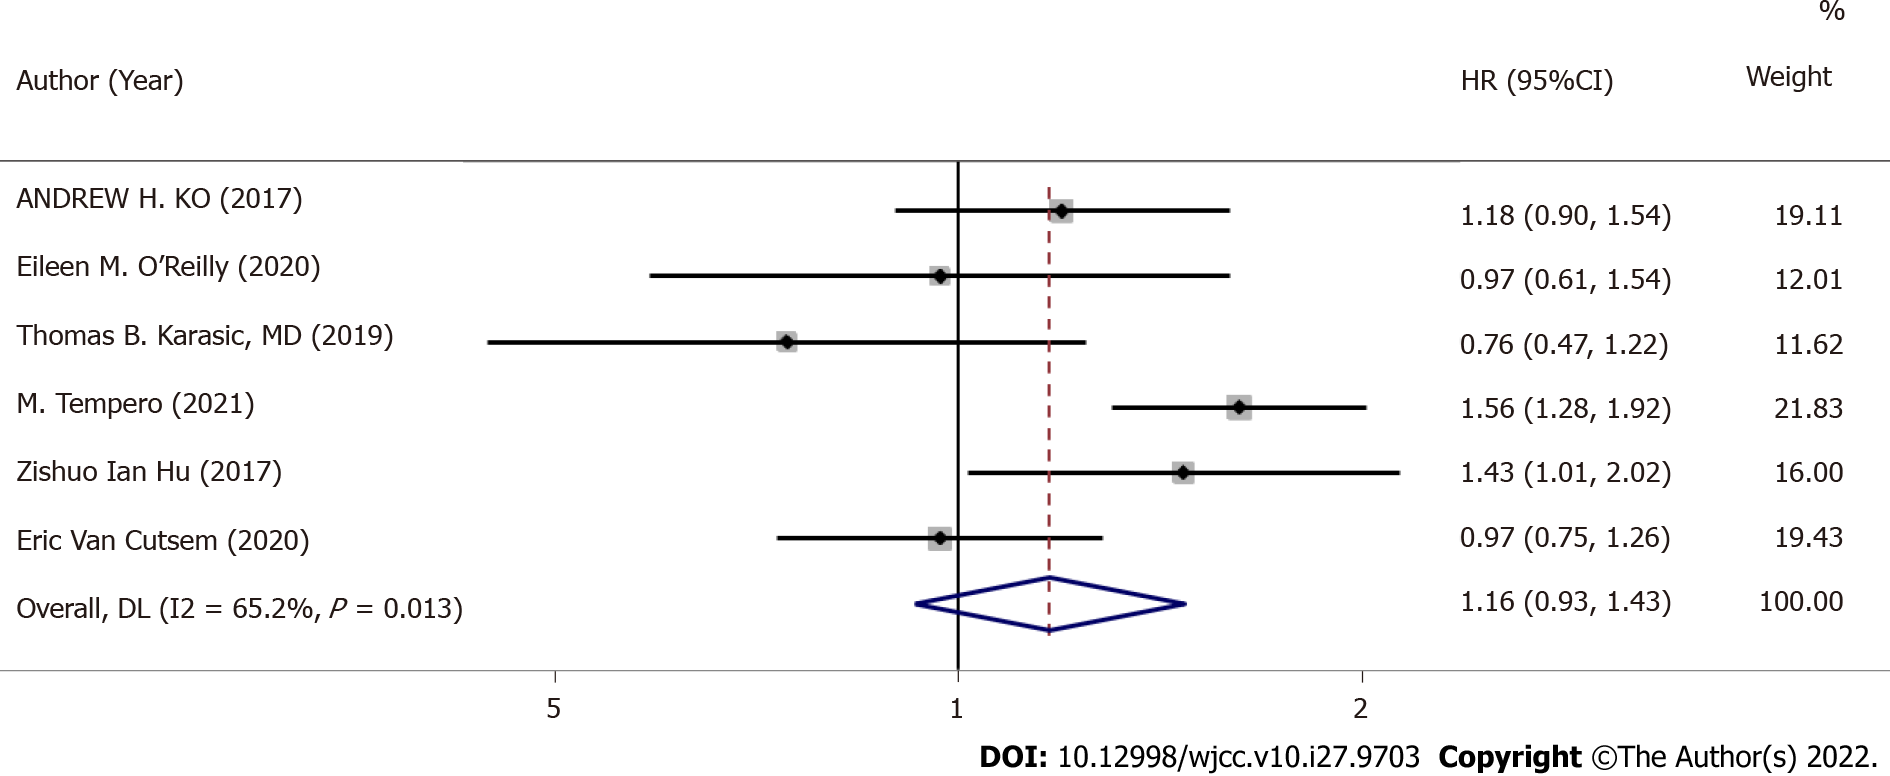 %
Author (Year) HR (95%CI) Weight
ANDREW H. KO (2017) 1.18 (0.90, 1.54) 19.11
Eileen M. O’Reilly (2020) 0.97 (0.61, 1.54) 12.01
Thomas B. Karasic, MD (2019) 0.76 (0.47, 1.22) 11.62
M. Tempero (2021) 1.56 (1.28, 1.92) 21.83
Zishuo Ian Hu (2017) 1.43 (1.01, 2.02) 16.00
Eric Van Cutsem (2020) 0.97 (0.75, 1.26) 19.43
Overall, DL (I2 = 65.2%, P = 0.013) 1.16 (0.93, 1.43) 100.00
5 1 2
DOI: 10.12998/wjcc.v10.i27.9703 Copyright ©The Author(s) 2022.